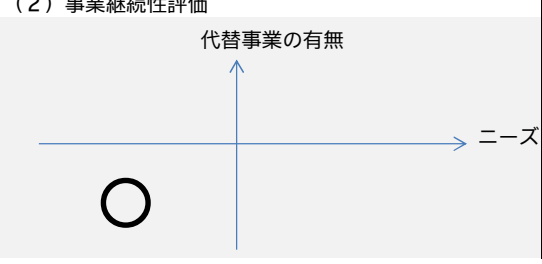 （２）事業継続性評価
代替事業の有無
ニーズ